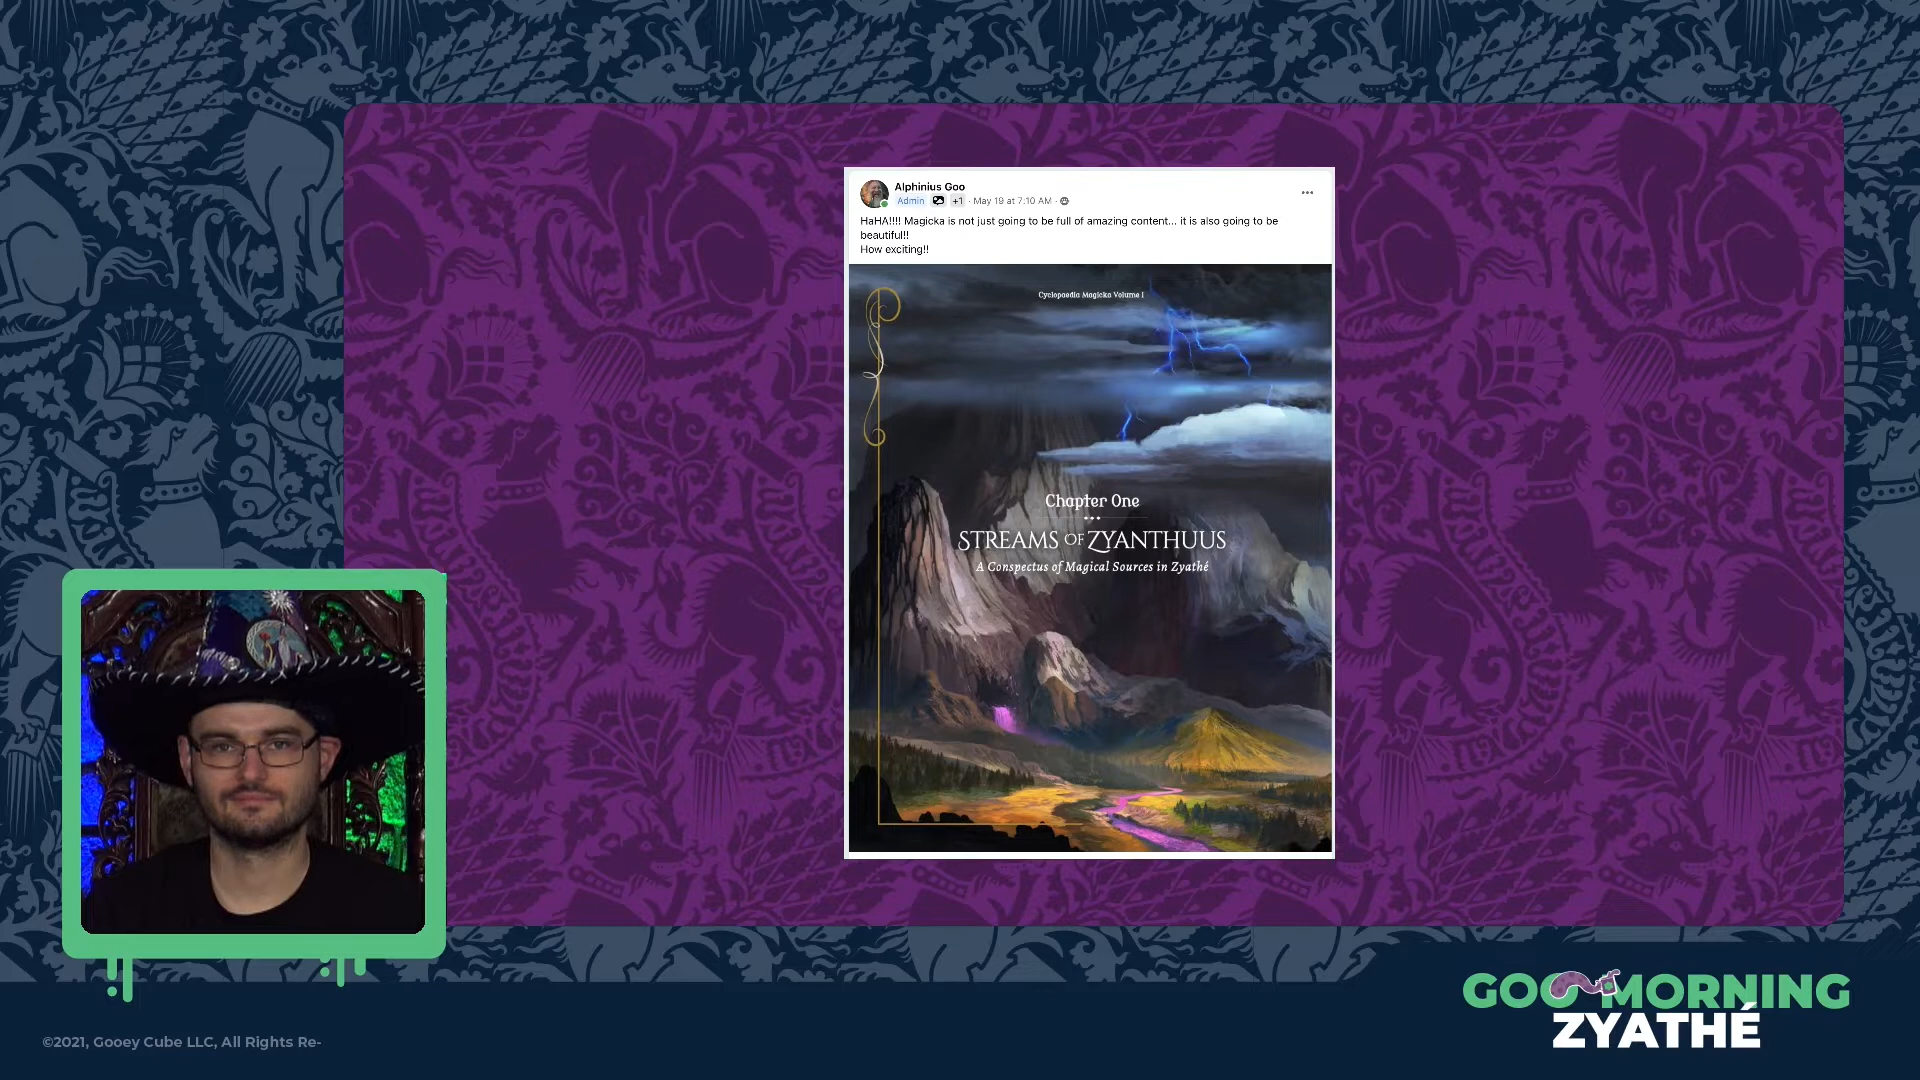 Alphinius Goo
Admin +1 · May 19 at 7:10 AM ·
HaHA!!!! Magicka is not just going to be full of amazing content... it is also going to be
beautiful!!
How exciting!!
Cyclopaedia Magicka Volume I
Chapter One
STREAMS OF ZYANTHUUS
A Conspectus of Magical Sources in Zyathé
GOO MORNING
ZYATHÉ
©2021, Gooey Cube LLC, All Rights Re-